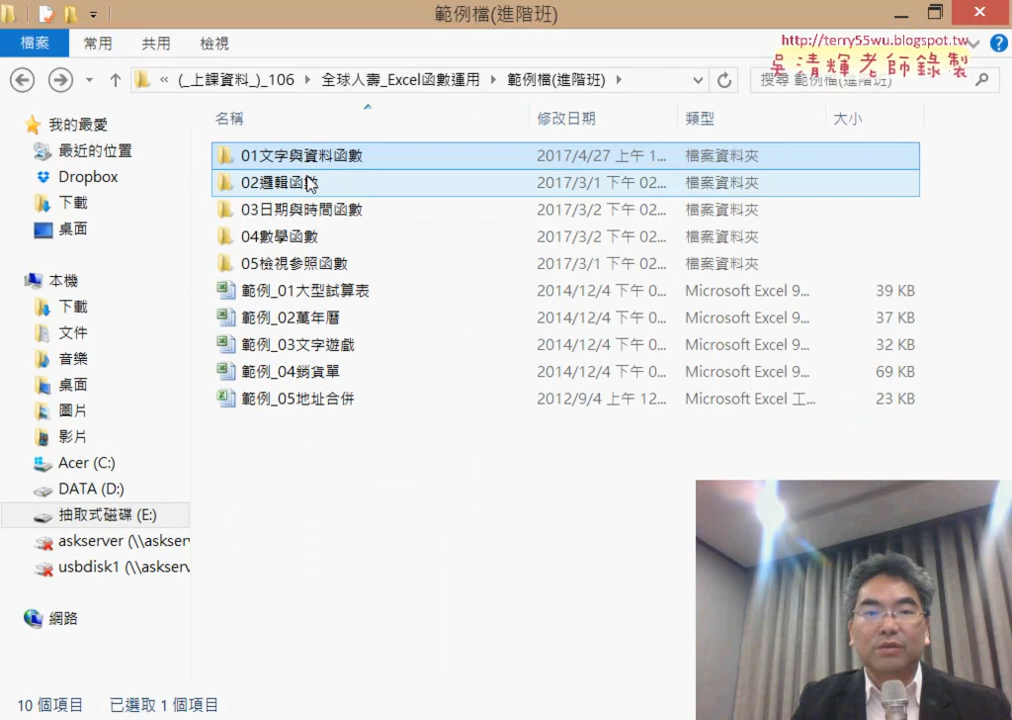 範例檔(進階班)
檔案 常用 共用 檢視
http://terry55wu.blogspot.tw
吳清輝老師錄製
« (_上課資料_)_106 全球人壽_Excel函數運用 範例檔(進階班)
搜尋 範例檔(進階班)
名稱 修改日期 類型 大小
01文字與資料函數 2017/4/27 上午 1... 檔案資料夾
02邏輯函數 2017/3/1 下午 02... 檔案資料夾
03日期與時間函數 2017/3/2 下午 02... 檔案資料夾
04數學函數 2017/3/2 下午 02... 檔案資料夾
05檢視參照函數 2017/3/1 下午 02... 檔案資料夾
範例_01大型試算表 2014/12/4 下午 0... Microsoft Excel 9... 39 KB
範例_02萬年曆 2014/12/4 下午 0... Microsoft Excel 9... 37 KB
範例_03文字遊戲 2014/12/4 下午 0... Microsoft Excel 9... 32 KB
範例_04銷貨單 2014/12/4 下午 0... Microsoft Excel 9... 69 KB
範例_05地址合併 2012/9/4 上午 12... Microsoft Excel 工... 23 KB
我的最愛
最近的位置
Dropbox
下載
桌面
本機
下載
文件
音樂
桌面
圖片
影片
Acer (C:)
DATA (D:)
抽取式磁碟 (E:)
askserver (\\askserv
usbdisk1 (\\askserv
網路
10 個項目 已選取 1 個項目